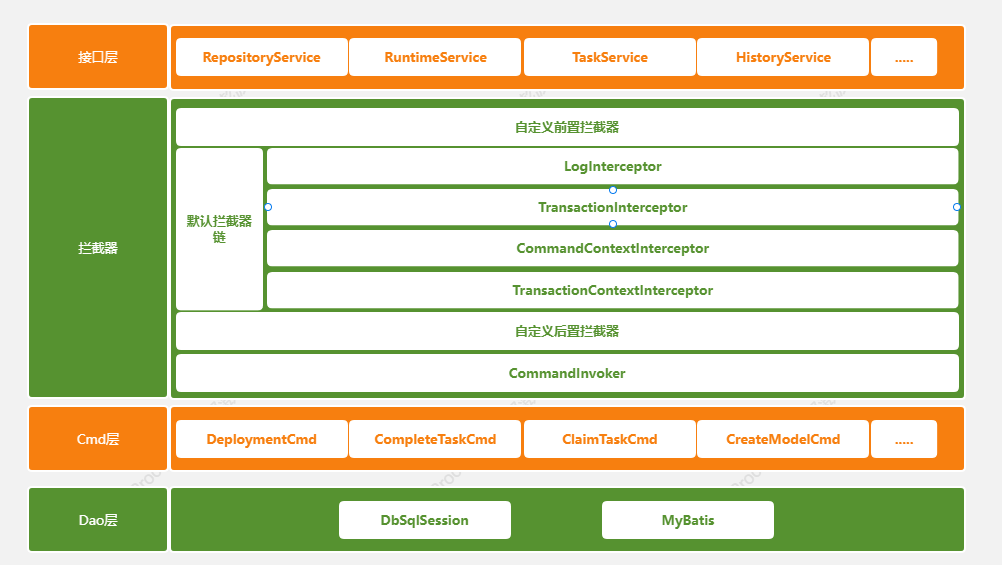 接口层
RepositoryService
RuntimeService
TaskService
HistoryService
.....
拦截器
自定义前置拦截器
默认拦截器
链
LogInterceptor
TransactionInterceptor
CommandContextInterceptor
TransactionContextInterceptor
自定义后置拦截器
CommandInvoker
Cmd层
DeploymentCmd
CompleteTaskCmd
ClaimTaskCmd
CreateModelCmd
.....
Dao层
DbSqlSession
MyBatis